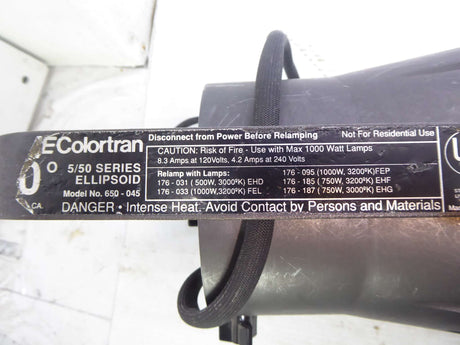 EColortran
0°
5/50 SERIES
ELLIPSOID
Model No. 650 - 045
CA.
Disconnect from Power Before Relamping
Not For Residential Use
CAUTION: Risk of Fire - Use with Max 1000 Watt Lamps
8.3 Amps at 120Volts, 4.2 Amps at 240 Volts
Relamp with Lamps:
176 - 031 ( 500W, 3000ºK) EHD
176 - 033 (1000W, 3200ºK) FEL
176 - 095 (1000W, 3200ºK)FEP
176 - 185 ( 750W, 3200ºK) EHF
176 - 187 ( 750W, 3000ºK) EHG
DANGER • Intense Heat. Avoid Contact by Persons and Materials